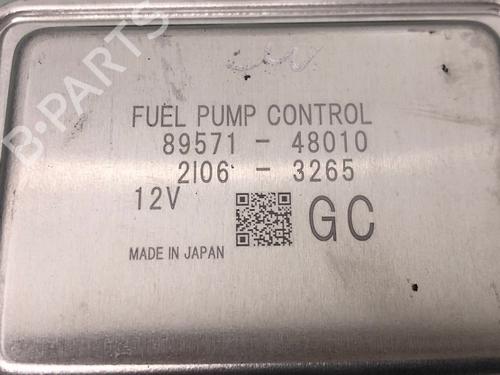 B-PARTS
FUEL PUMP CONTROL
89571 - 48010
2I06 - 3265
12V
GC
MADE IN JAPAN